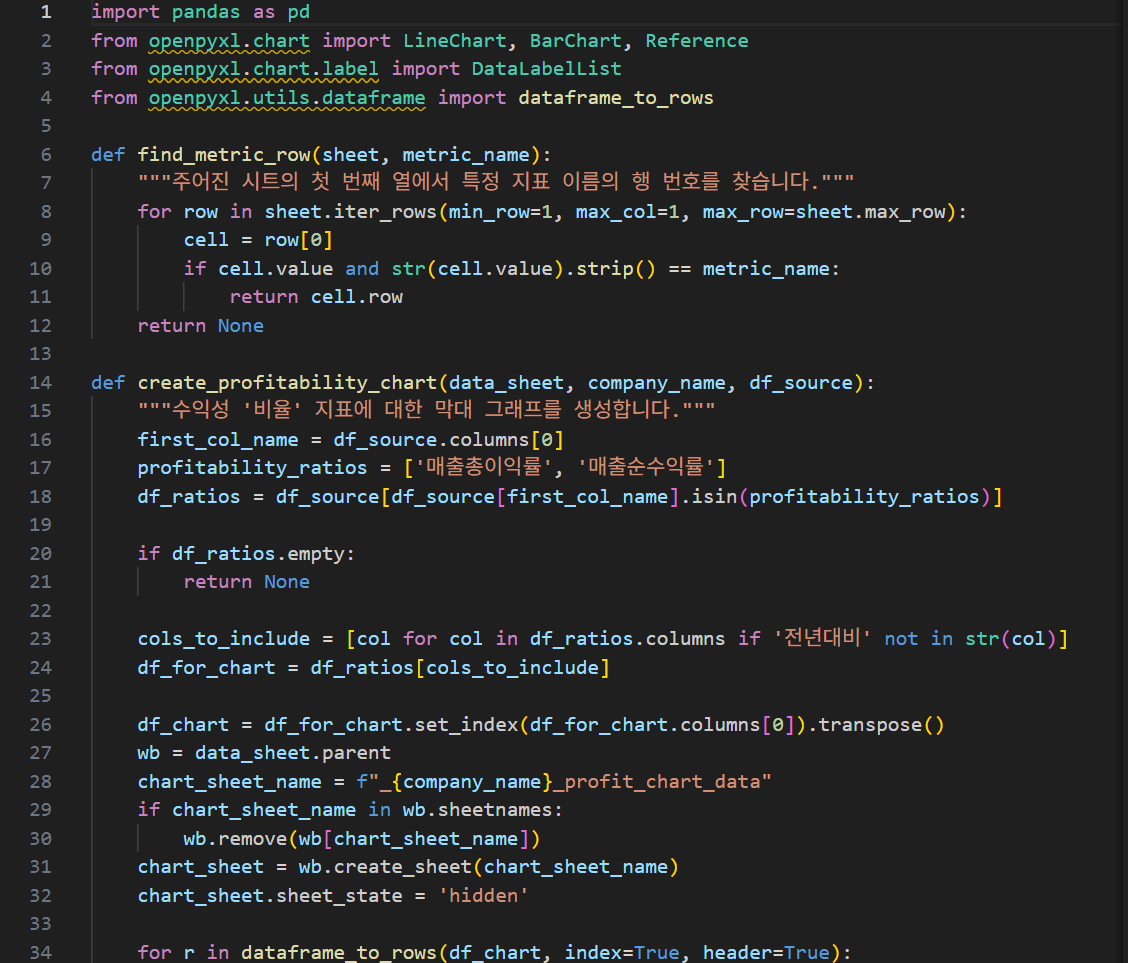 1 import pandas as pd
2 from openpyxl.chart import LineChart, BarChart, Reference
3 from openpyxl.chart.label import DataLabelList
4 from openpyxl.utils.dataframe import dataframe_to_rows
5
6 def find_metric_row(sheet, metric_name):
7     """주어진 시트의 첫 번째 열에서 특정 지표 이름의 행 번호를 찾습니다."""
8     for row in sheet.iter_rows(min_row=1, max_col=1, max_row=sheet.max_row):
9         cell = row[0]
10         if cell.value and str(cell.value).strip() == metric_name:
11             return cell.row
12     return None
13
14 def create_profitability_chart(data_sheet, company_name, df_source):
15     """수익성 '비율' 지표에 대한 막대 그래프를 생성합니다."""
16     first_col_name = df_source.columns[0]
17     profitability_ratios = ['매출총이익률', '매출순수익률']
18     df_ratios = df_source[df_source[first_col_name].isin(profitability_ratios)]
19
20     if df_ratios.empty:
21         return None
22
23     cols_to_include = [col for col in df_ratios.columns if '전년대비' not in str(col)]
24     df_for_chart = df_ratios[cols_to_include]
25
26     df_chart = df_for_chart.set_index(df_for_chart.columns[0]).transpose()
27     wb = data_sheet.parent
28     chart_sheet_name = f"_{company_name}_profit_chart_data"
29     if chart_sheet_name in wb.sheetnames:
30         wb.remove(wb[chart_sheet_name])
31     chart_sheet = wb.create_sheet(chart_sheet_name)
32     chart_sheet.sheet_state = 'hidden'
33
34     for r in dataframe_to_rows(df_chart, index=True, header=True):